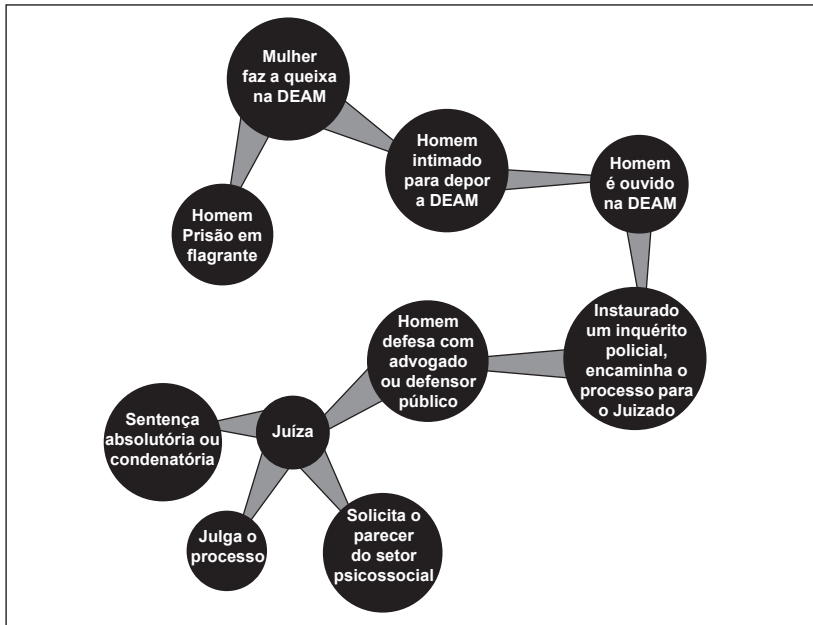 Mulher
faz a queixa
na DEAM
Homem
intimado
para depor
a DEAM
Homem
é ouvido
na DEAM
Homem
Prisão em
flagrante
Instaurado
um inquérito
policial,
encaminha o
processo para
o Juizado
Homem
defesa com
advogado
ou defensor
público
Juíza
Sentença
absolutória ou
condenatória
Julga o
processo
Solicita o
parecer
do setor
psicossocial